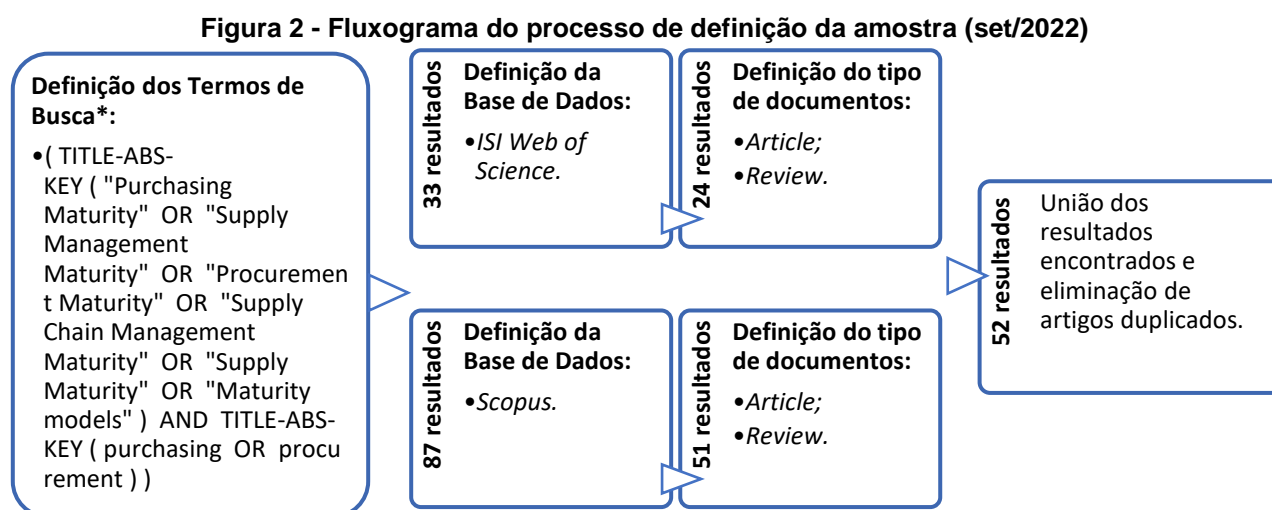 Figura 2 - Fluxograma do processo de definição da amostra (set/2022)
Definição dos Termos de
Busca*:
•( TITLE-ABS-
KEY ( "Purchasing
Maturity" OR "Supply
Management
Maturity" OR "Procuremen
t Maturity" OR "Supply
Chain Management
Maturity" OR "Supply
Maturity" OR "Maturity
models" ) AND TITLE-ABS-
KEY ( purchasing OR procu
rement ) )
33 resultados
Definição da
Base de Dados:
•ISI Web of
Science.
24 resultados
Definição do tipo
de documentos:
•Article;
•Review.
87 resultados
Definição da
Base de Dados:
•Scopus.
51 resultados
Definição do tipo
de documentos:
•Article;
•Review.
52 resultados
União dos
resultados
encontrados e
eliminação de
artigos duplicados.